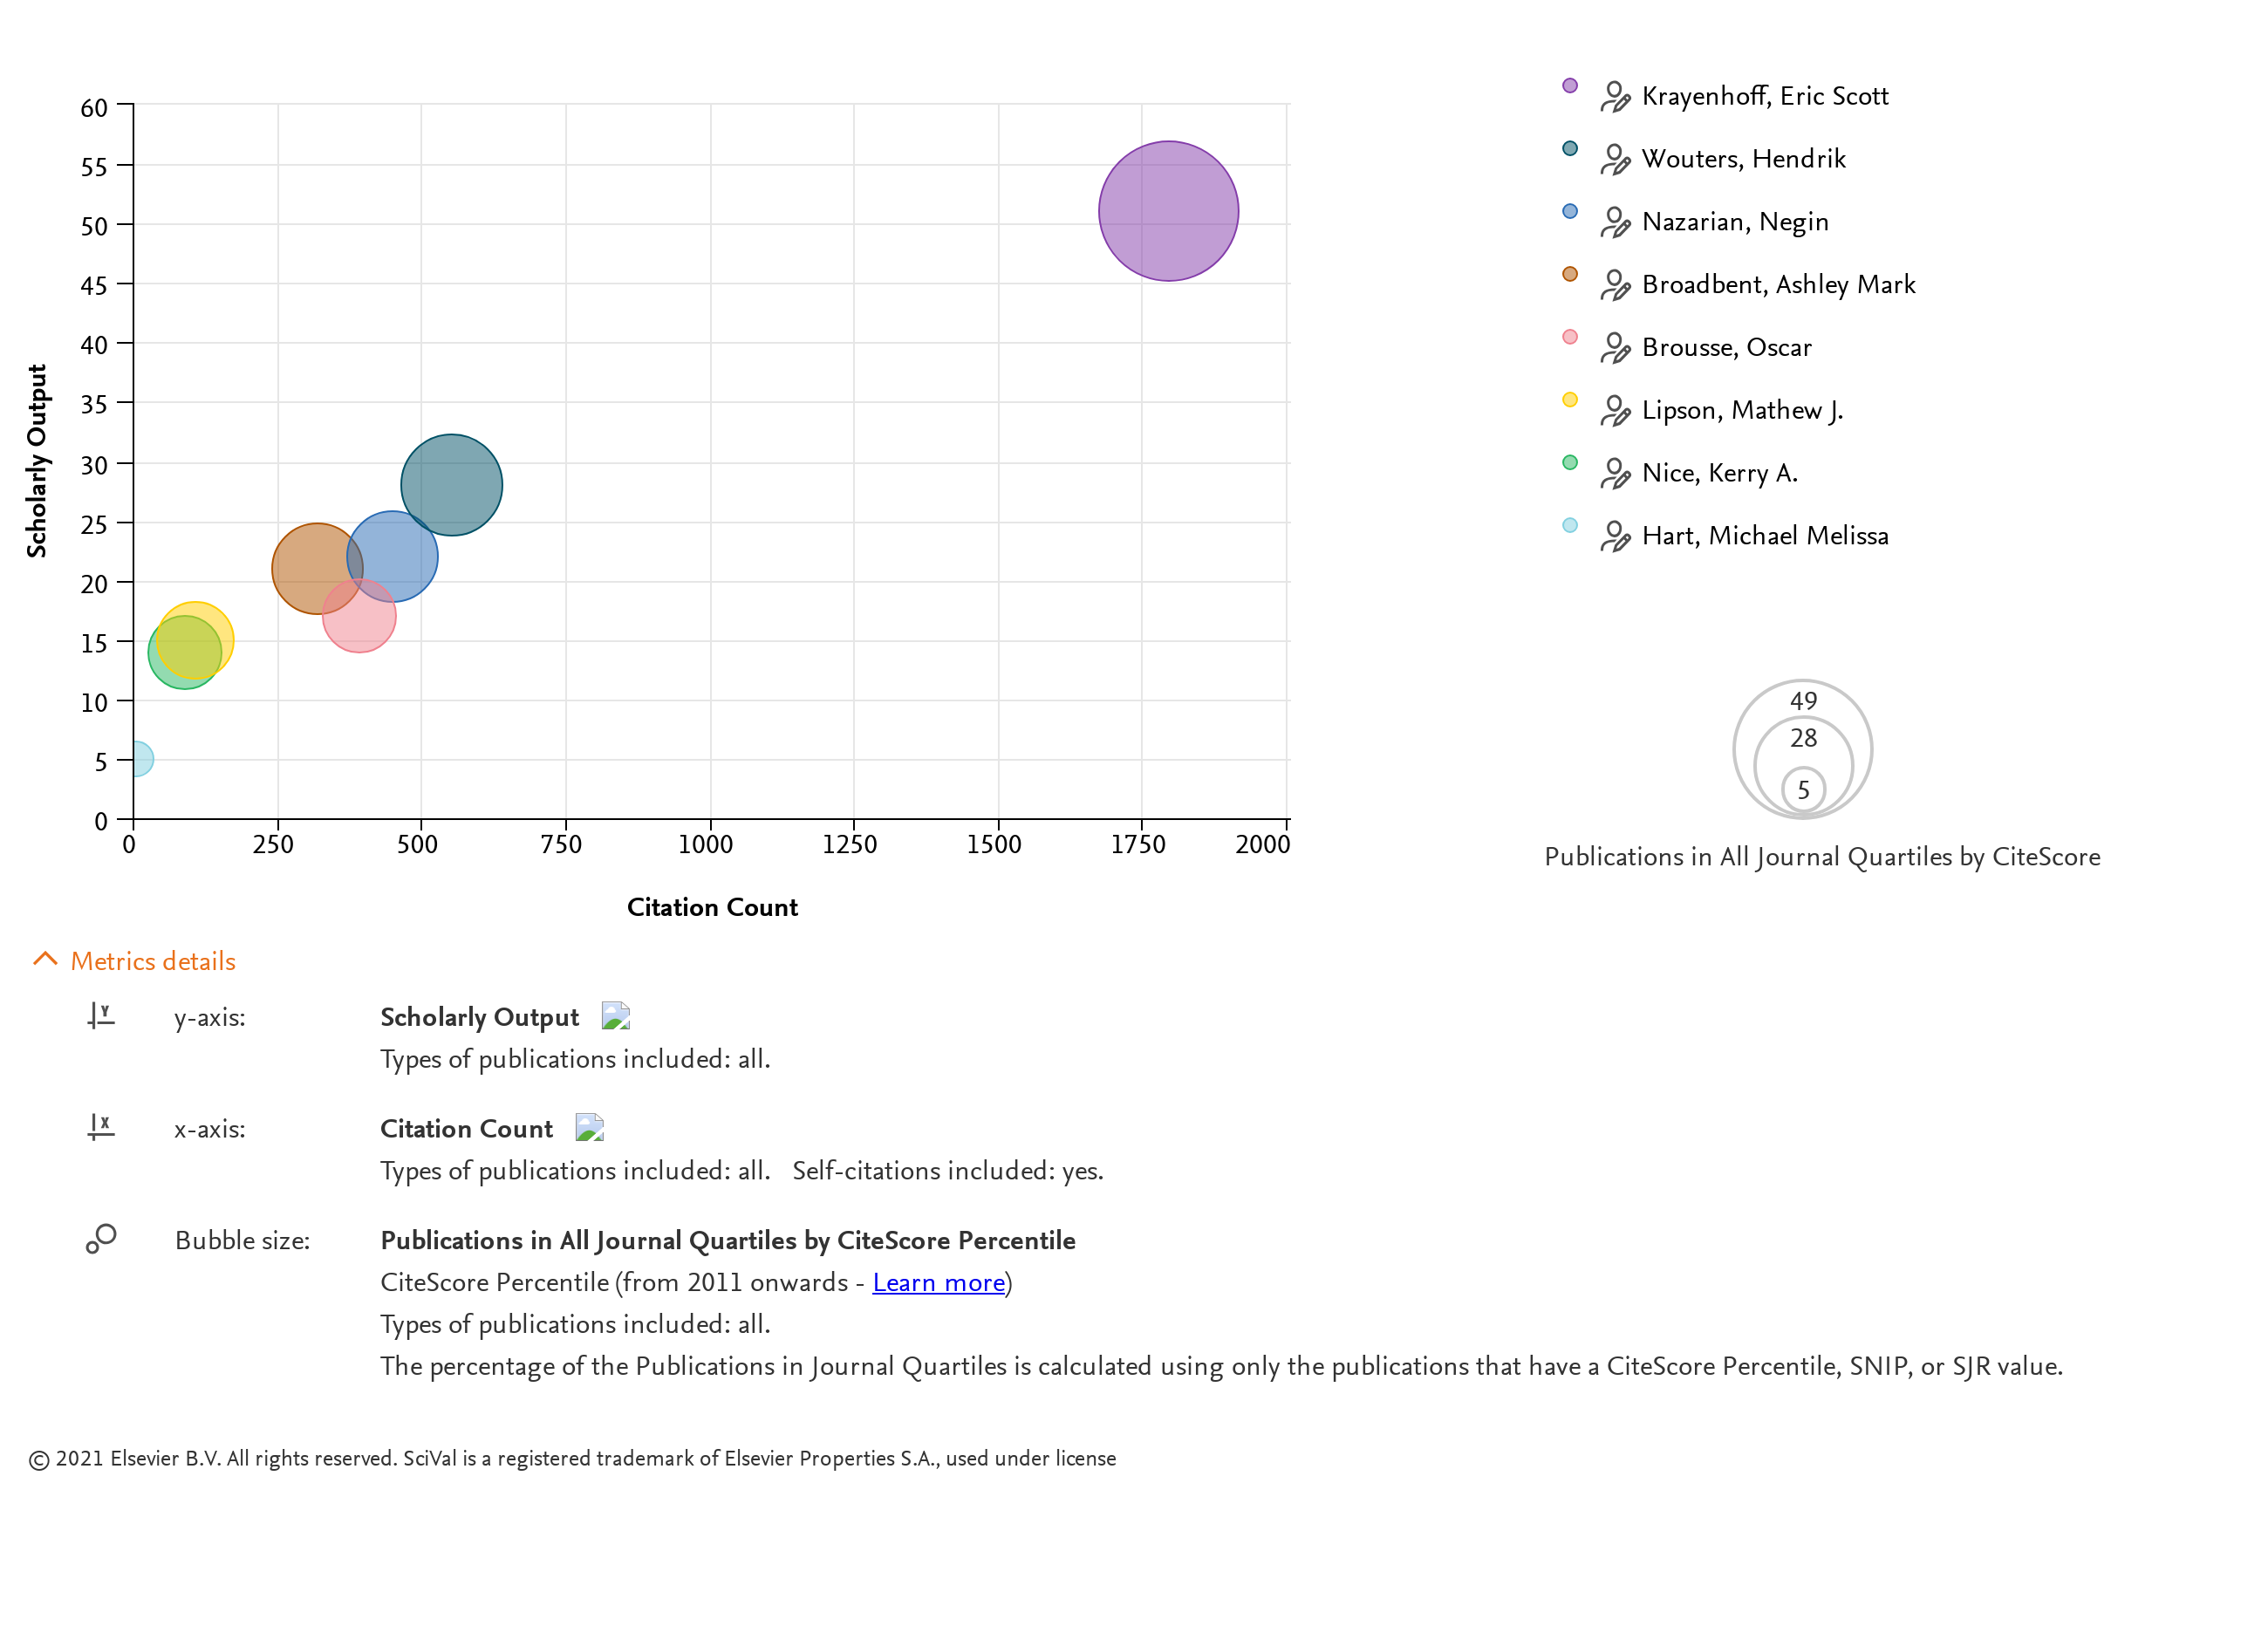 60
55
50
45
40
35
30
25
20
15
10
5
0
Scholarly Output
0 250 500 750 1000 1250 1500 1750 2000
Citation Count
Krayenhoff, Eric Scott
Wouters, Hendrik
Nazarian, Negin
Broadbent, Ashley Mark
Brousse, Oscar
Lipson, Mathew J.
Nice, Kerry A.
Hart, Michael Melissa
49
28
5
Publications in All Journal Quartiles by CiteScore
Metrics details
Y y-axis: Scholarly Output
Types of publications included: all.
X x-axis: Citation Count
Types of publications included: all. Self-citations included: yes.
Bubble size: Publications in All Journal Quartiles by CiteScore Percentile
CiteScore Percentile (from 2011 onwards - Learn more)
Types of publications included: all.
The percentage of the Publications in Journal Quartiles is calculated using only the publications that have a CiteScore Percentile, SNIP, or SJR value.
© 2021 Elsevier B.V. All rights reserved. SciVal is a registered trademark of Elsevier Properties S.A., used under license